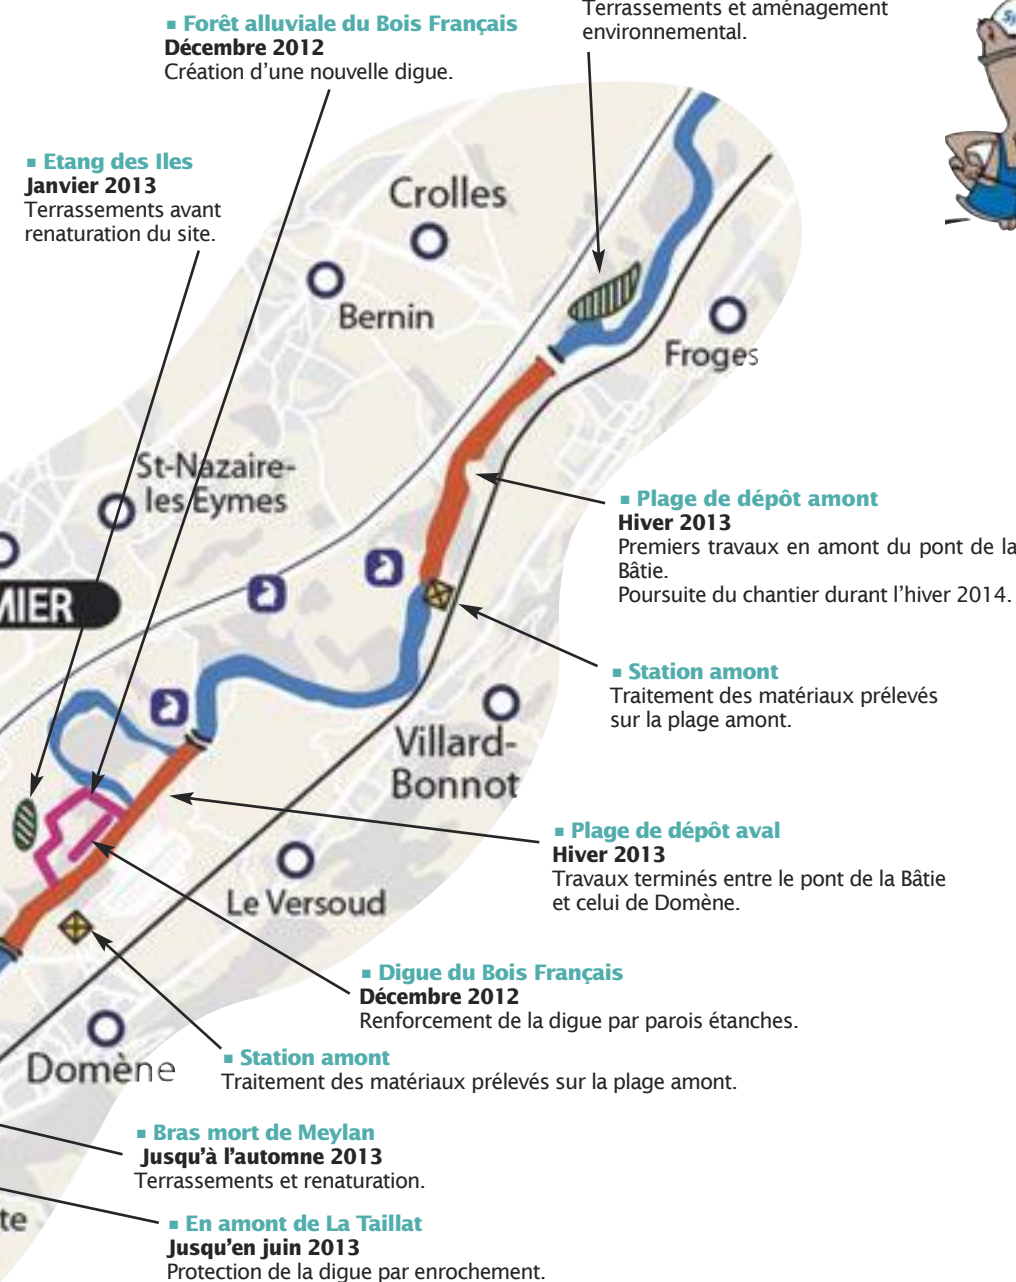 Terrassements et aménagement
environnemental.
▪ Forêt alluviale du Bois Français
Décembre 2012
Création d’une nouvelle digue.
▪ Etang des Iles
Janvier 2013
Terrassements avant
renaturation du site.
Crolles
Bernin
Froges
St-Nazaire-
les Eymes
MIER
▪ Plage de dépôt amont
Hiver 2013
Premiers travaux en amont du pont de la
Bâtie.
Poursuite du chantier durant l’hiver 2014.
▪ Station amont
Traitement des matériaux prélevés
sur la plage amont.
Villard-
Bonnot
▪ Plage de dépôt aval
Hiver 2013
Travaux terminés entre le pont de la Bâtie
et celui de Domène.
Le Versoud
▪ Digue du Bois Français
Décembre 2012
Renforcement de la digue par parois étanches.
Domène
▪ Station amont
Traitement des matériaux prélevés sur la plage amont.
▪ Bras mort de Meylan
Jusqu’à l’automne 2013
Terrassements et renaturation.
te
▪ En amont de La Taillat
Jusqu’en juin 2013
Protection de la digue par enrochement.